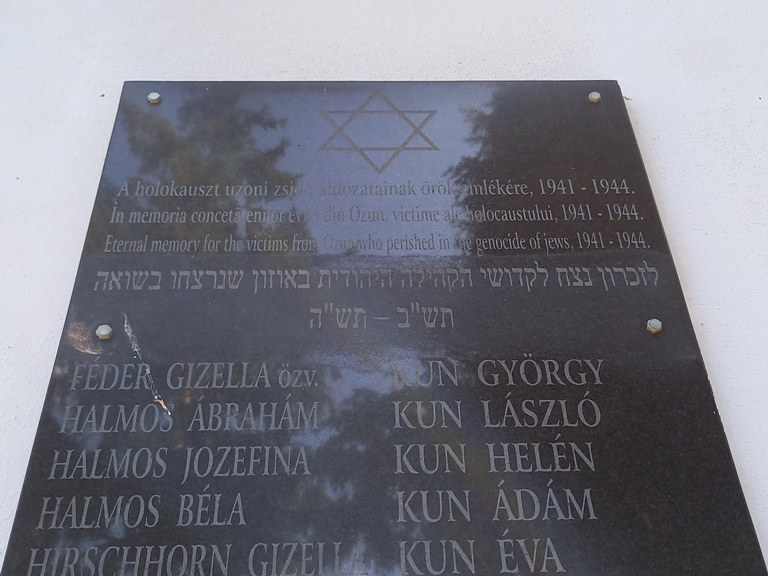 A holokauszt uzoni zsidó áldozatainak örök emlékére, 1941 - 1944.
În memoria concetățenilor evrei din Ozun, victime ale holocaustului, 1941 - 1944.
Eternal memory for the victims from Ozun who perished in the genocide of jews, 1941 - 1944.
לזכרון נצח לקדושי הקהילה היהודית באוזון שנרצחו בשואה
תש"ב – תש"ה
FEDER GIZELLA özv.
HALMOS ÁBRAHÁM
HALMOS JOZEFINA
HALMOS BÉLA
HIRSCHHORN GIZELLA
KUN GYÖRGY
KUN LÁSZLÓ
KUN HELÉN
KUN ÁDÁM
KUN ÉVA